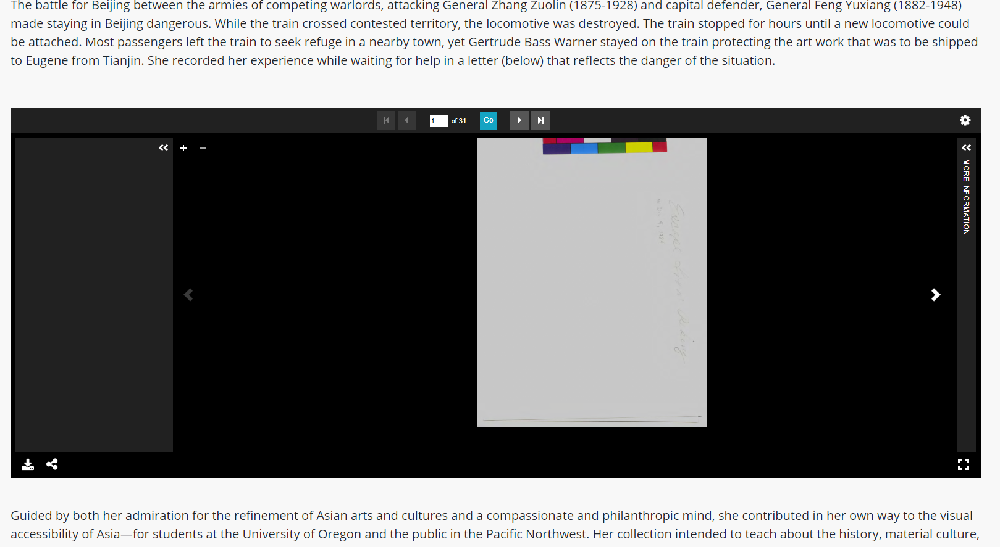 The battle for Beijing between the armies of competing warlords, attacking General Zhang Zuolin (1875-1928) and capital defender, General Feng Yuxiang (1882-1948)
made staying in Beijing dangerous. While the train crossed contested territory, the locomotive was destroyed. The train stopped for hours until a new locomotive could
be attached. Most passengers left the train to seek refuge in a nearby town, yet Gertrude Bass Warner stayed on the train protecting the art work that was to be shipped
to Eugene from Tianjin. She recorded her experience while waiting for help in a letter (below) that reflects the danger of the situation.
1 of 31 Go
MORE INFORMATION
Escape from Peking
9, 1924
Guided by both her admiration for the refinement of Asian arts and cultures and a compassionate and philanthropic mind, she contributed in her own way to the visual
accessibility of Asia—for students at the University of Oregon and the public in the Pacific Northwest. Her collection intended to teach about the history, material culture,